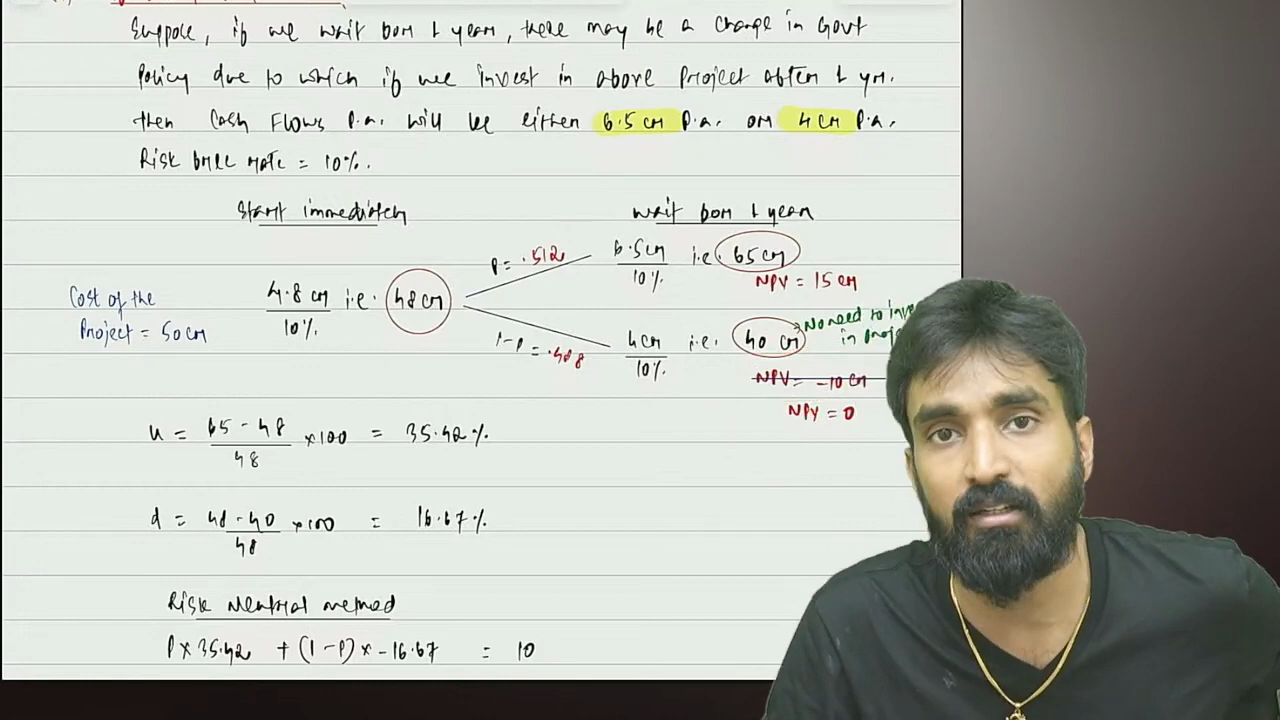 Suppose, if we wait for 1 year, there may be a change in Govt
Policy due to which if we invest in above Project after 1 yr.
then Cash Flows P.a. will be either 6.5 cr P.a. or 4 cr P.a.
Risk free rate = 10%.
Start immediately
wait for 1 year
Cost of the
Project = 50 cr
4.8 cr
10%
i.e. 48 cr
P = .512
1-P = .488
6.5 cr
10%
i.e. 65 cr
NPV = 15 cr
4 cr
10%
i.e. 40 cr
No need to
in
NPV = -10 cr
NPV = 0
u = 65 - 48
48
×100 = 35.42%
d = 48 - 40
48
×100 = 16.67%
Risk Neutral method
P × 35.42 + (1-P) × -16.67 = 10